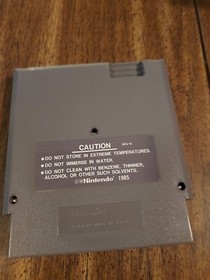 CAUTION
• DO NOT STORE IN EXTREME TEMPERATURES.
• DO NOT IMMERSE IN WATER.
• DO NOT CLEAN WITH BENZENE, THINNER,
ALCOHOL OR OTHER SUCH SOLVENTS.
©®Nintendo 1985